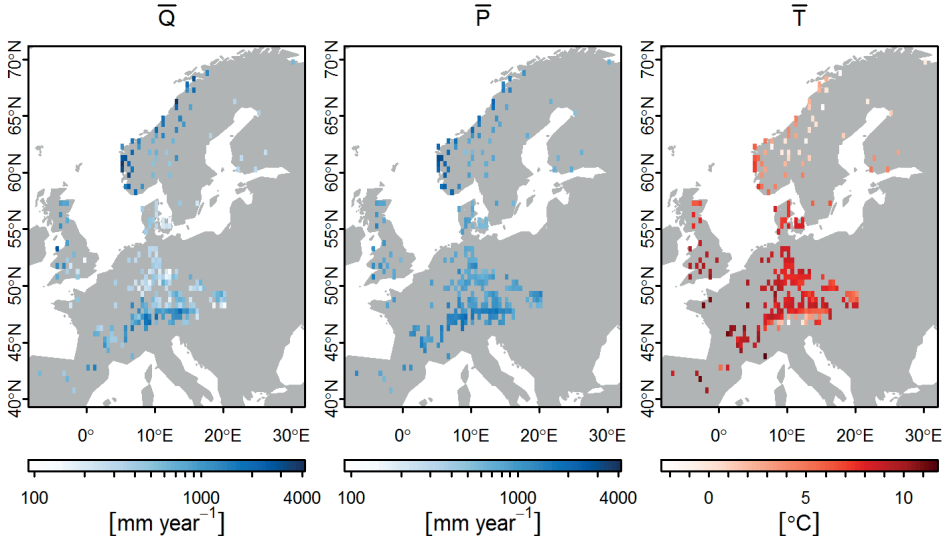 Q̅ P̅ T̅
70°N 70°N 70°N
65°N 65°N 65°N
60°N 60°N 60°N
55°N 55°N 55°N
50°N 50°N 50°N
45°N 45°N 45°N
40°N 40°N 40°N
0° 10°E 20°E 30°E 0° 10°E 20°E 30°E 0° 10°E 20°E 30°E
100 1000 4000 100 1000 4000 0 5 10
[mm year⁻¹] [mm year⁻¹] [°C]